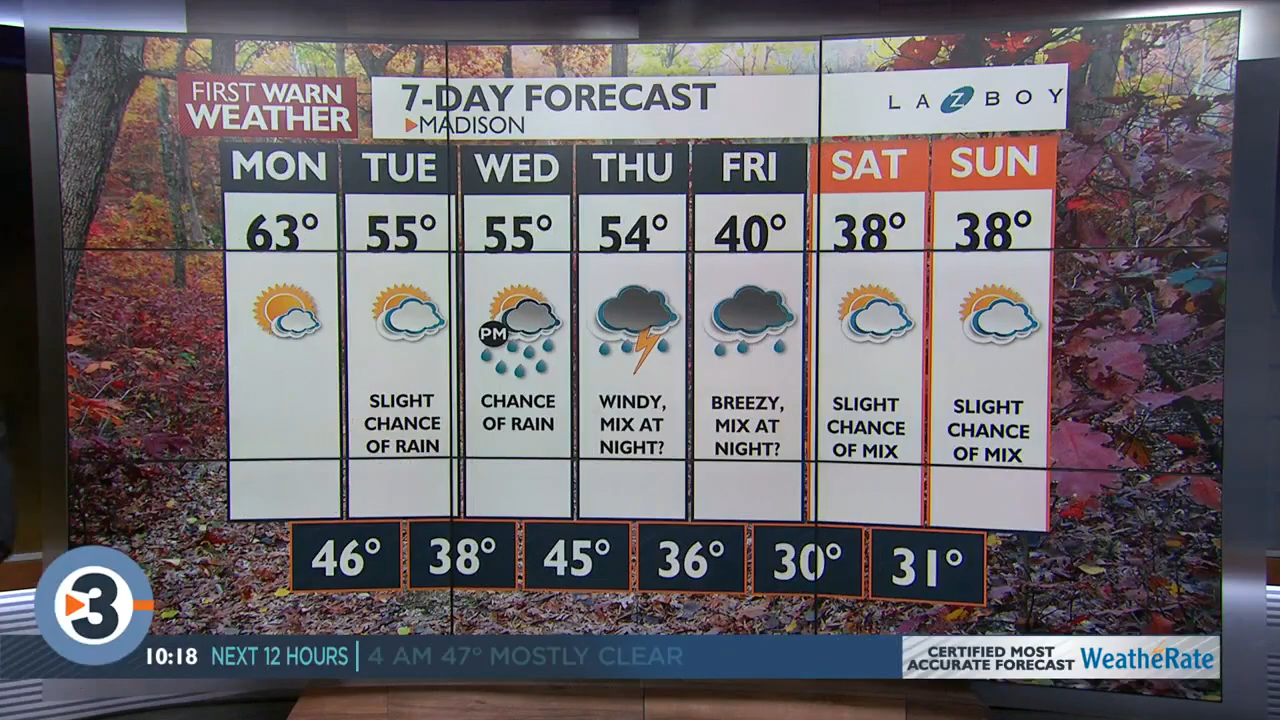 FIRST WARN
WEATHER
7-DAY FORECAST
MADISON
LA Z BOY
MON TUE WED THU FRI SAT SUN
63° 55° 55° 54° 40° 38° 38°
PM
SLIGHT
CHANCE
OF RAIN
CHANCE
OF RAIN
WINDY,
MIX AT
NIGHT?
BREEZY,
MIX AT
NIGHT?
SLIGHT
CHANCE
OF MIX
SLIGHT
CHANCE
OF MIX
46° 38° 45° 36° 30° 31°
3
10:18 NEXT 12 HOURS 4 AM 47° MOSTLY CLEAR
CERTIFIED MOST
ACCURATE FORECAST
WeatheRate